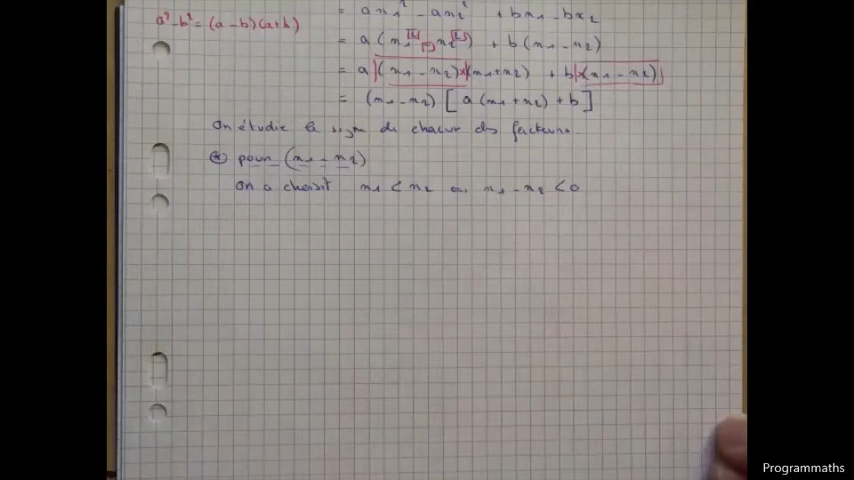 = ax₁² - ax₂² + bx₁ - bx₂
a² - b² = (a - b)(a + b)
= a (x₁² - x₂²) + b (x₁ - x₂)
= a (x₁ - x₂) × (x₁ + x₂) + b × (x₁ - x₂)
= (x₁ - x₂) [ a (x₁ + x₂) + b ]
On étudie le signe de chacun des facteurs.
⊛ pour (x₁ - x₂)
On a choisit x₁ < x₂ x₁ - x₂ < 0
Programmaths